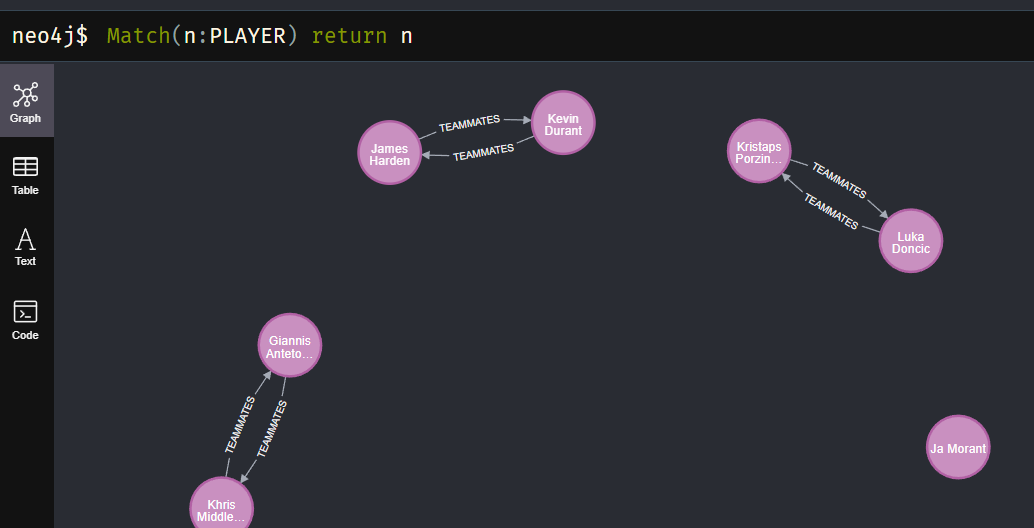 neo4j$ Match(n:PLAYER) return n
Graph
Table
Text
Code
James
Harden
TEAMMATES
TEAMMATES
Kevin
Durant
Kristaps
Porzin...
TEAMMATES
TEAMMATES
Luka
Doncic
Giannis
Anteto...
TEAMMATES
TEAMMATES
Khris
Middle...
Ja Morant